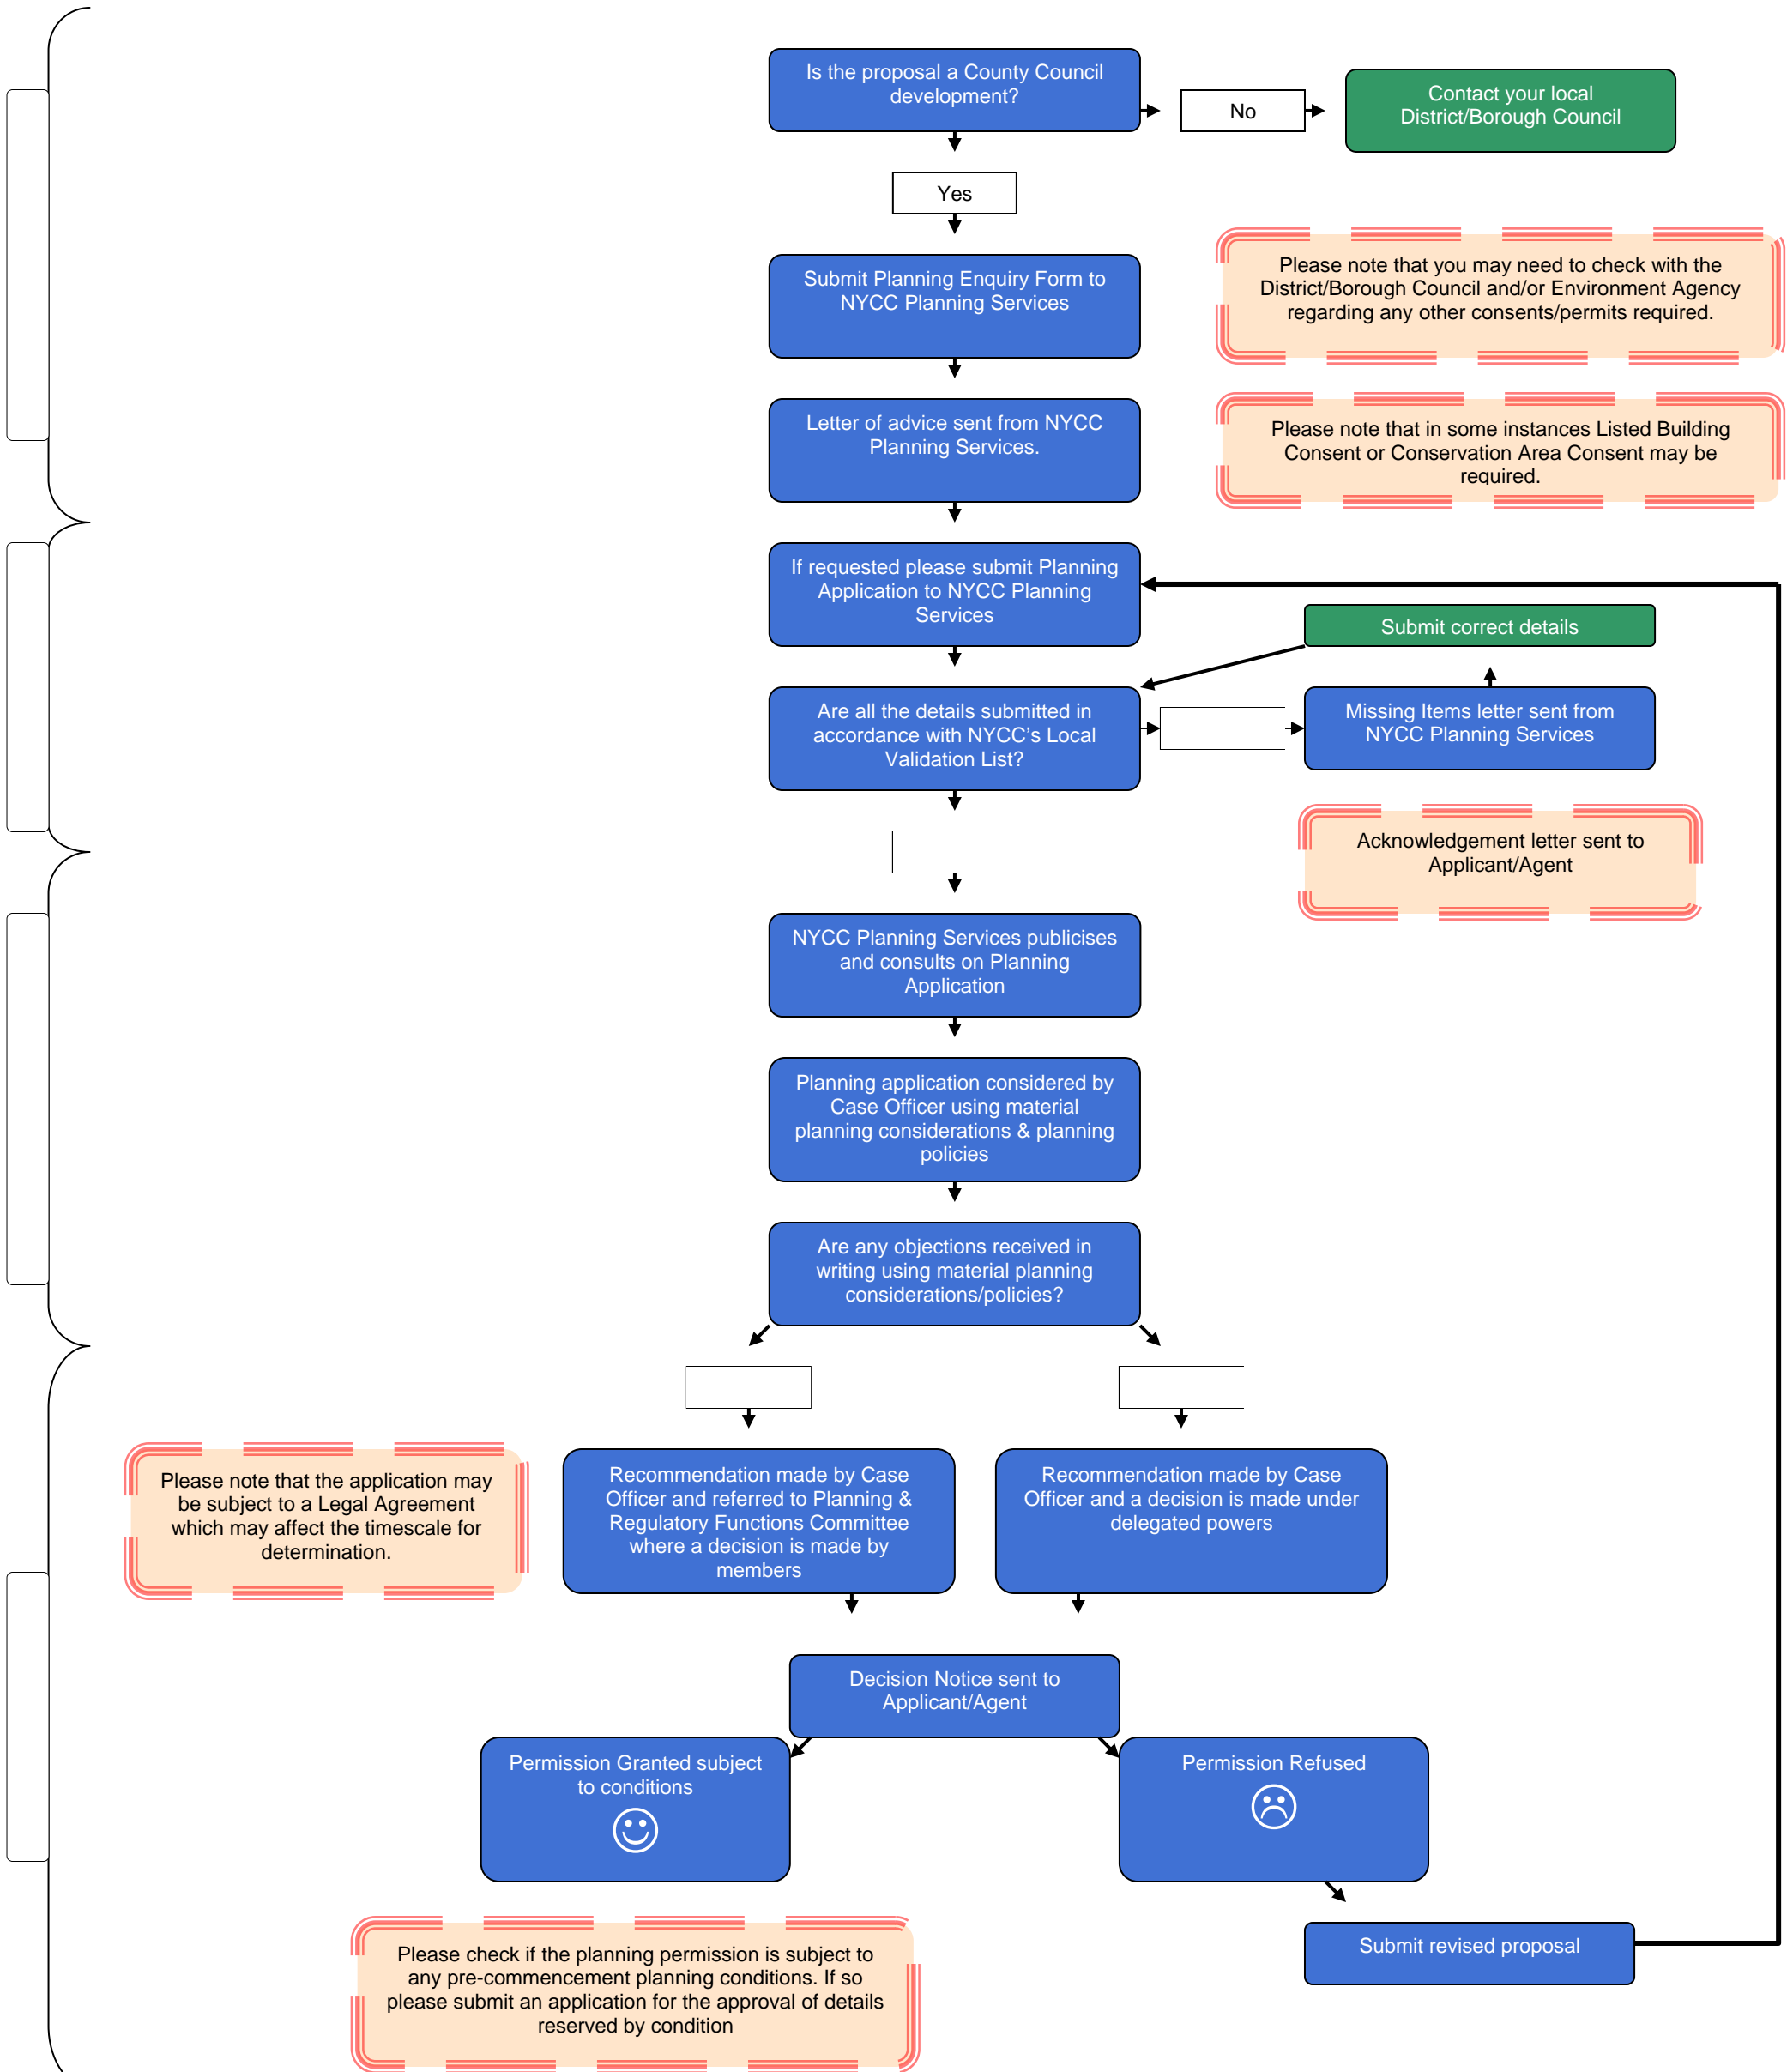 Is the proposal a County Council
development?
No
Contact your local
District/Borough Council
Yes
Submit Planning Enquiry Form to
NYCC Planning Services
Please note that you may need to check with the
District/Borough Council and/or Environment Agency
regarding any other consents/permits required.
Letter of advice sent from NYCC
Planning Services.
Please note that in some instances Listed Building
Consent or Conservation Area Consent may be
required.
If requested please submit Planning
Application to NYCC Planning
Services
Submit correct details
Are all the details submitted in
accordance with NYCC's Local
Validation List?
Missing Items letter sent from
NYCC Planning Services
Acknowledgement letter sent to
Applicant/Agent
NYCC Planning Services publicises
and consults on Planning
Application
Planning application considered by
Case Officer using material
planning considerations & planning
policies
Are any objections received in
writing using material planning
considerations/policies?
Please note that the application may
be subject to a Legal Agreement
which may affect the timescale for
determination.
Recommendation made by Case
Officer and referred to Planning &
Regulatory Functions Committee
where a decision is made by
members
Recommendation made by Case
Officer and a decision is made under
delegated powers
Decision Notice sent to
Applicant/Agent
Permission Granted subject
to conditions
Permission Refused
Please check if the planning permission is subject to
any pre-commencement planning conditions. If so
please submit an application for the approval of details
reserved by condition
Submit revised proposal